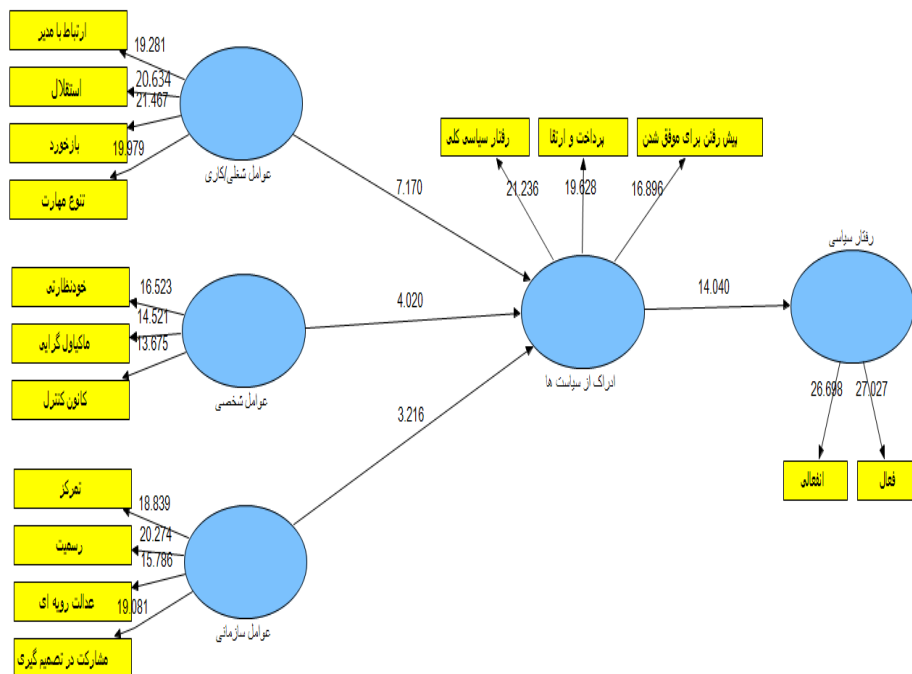 ارتباط با مدیر
19.281
استقلال
20.634
21.467
بازخورد
19.979
تنوع مهارت
عوامل شغلی/کاری
7.170
رفتار سیاسی کلی
پرداخت و ارتقا
پیش رفتن برای موفق شدن
21.236
19.628
16.896
خودنظارتی
16.523
ماکیاول گرایی
14.521
13.675
کانون کنترل
عوامل شخصی
4.020
ادراک از سیاست ها
14.040
رفتار سیاسی
26.698
27.027
انفعالی
فعال
3.216
تمرکز
18.839
رسمیت
20.274
15.786
عدالت رویه ای
19.081
مشارکت در تصمیم گیری
عوامل سازمانی